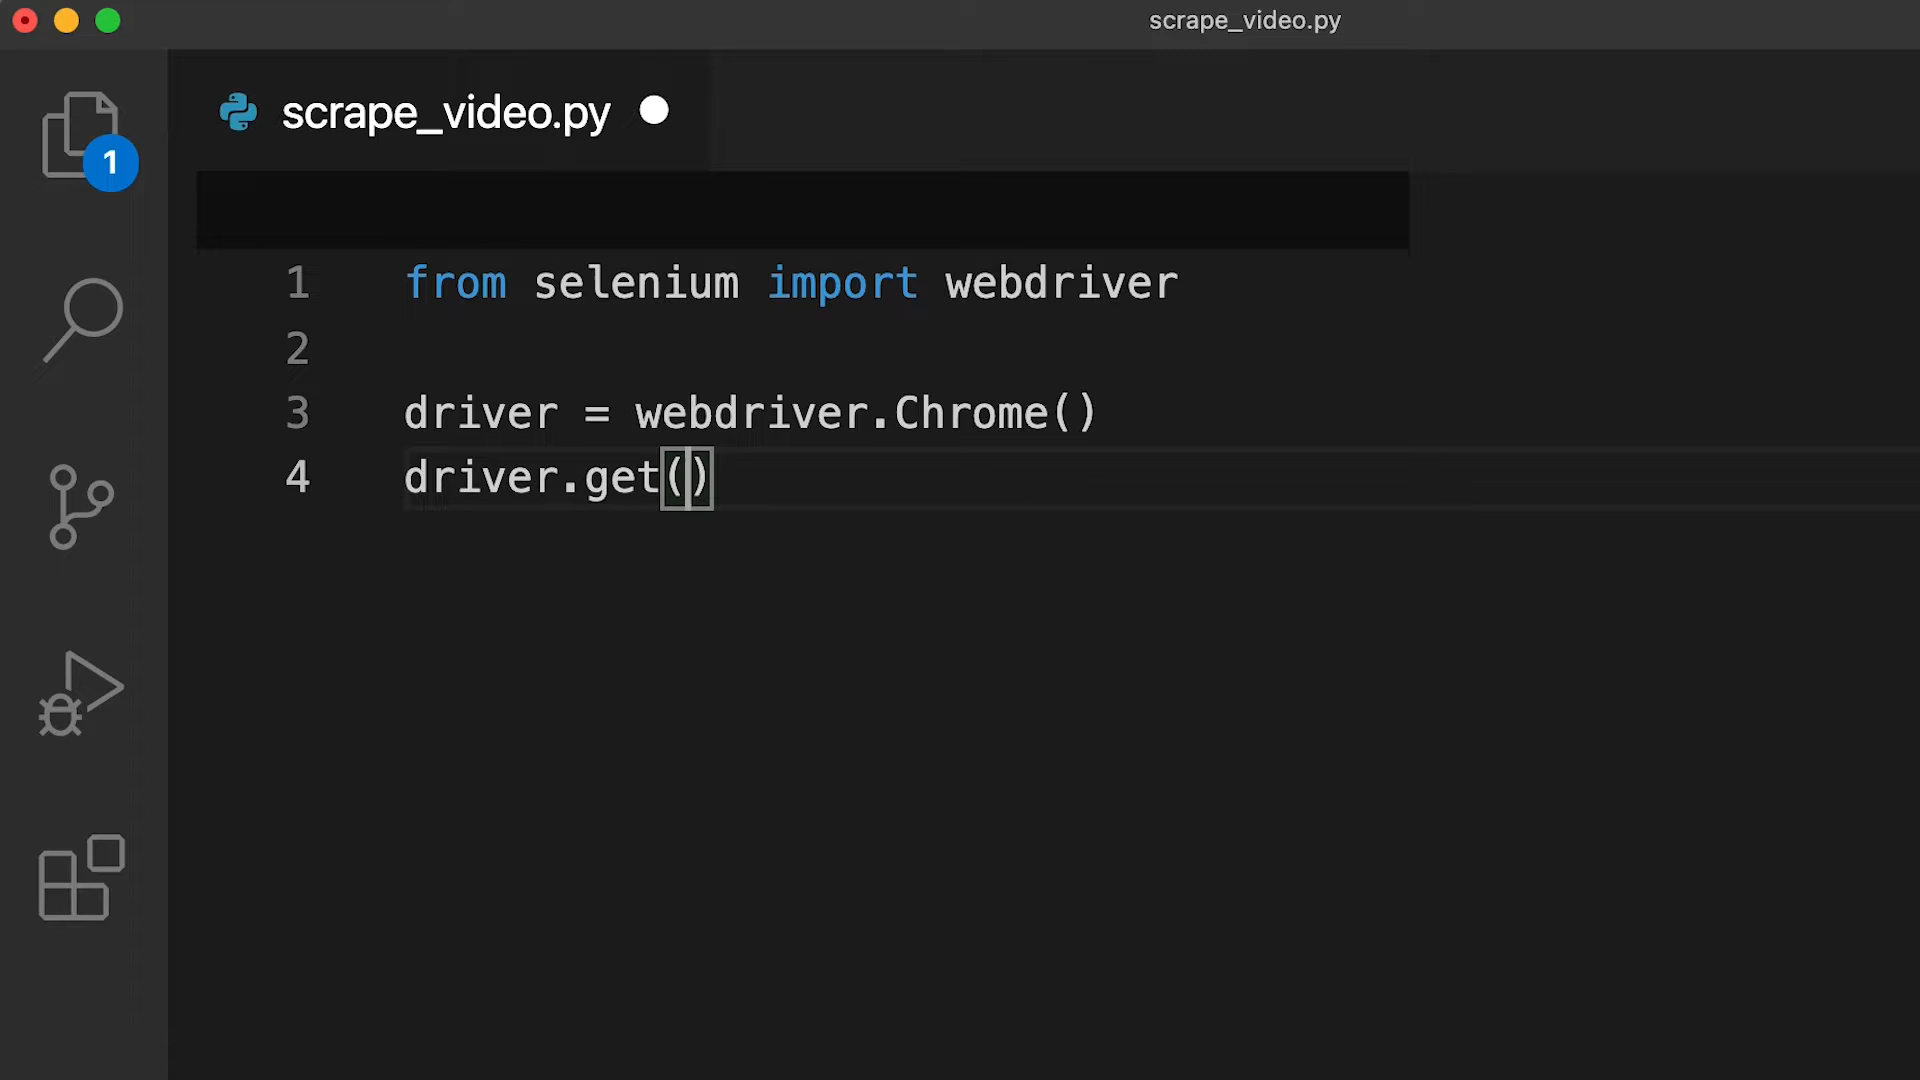 scrape_video.py
scrape_video.py
1
1 from selenium import webdriver
2
3 driver = webdriver.Chrome()
4 driver.get()